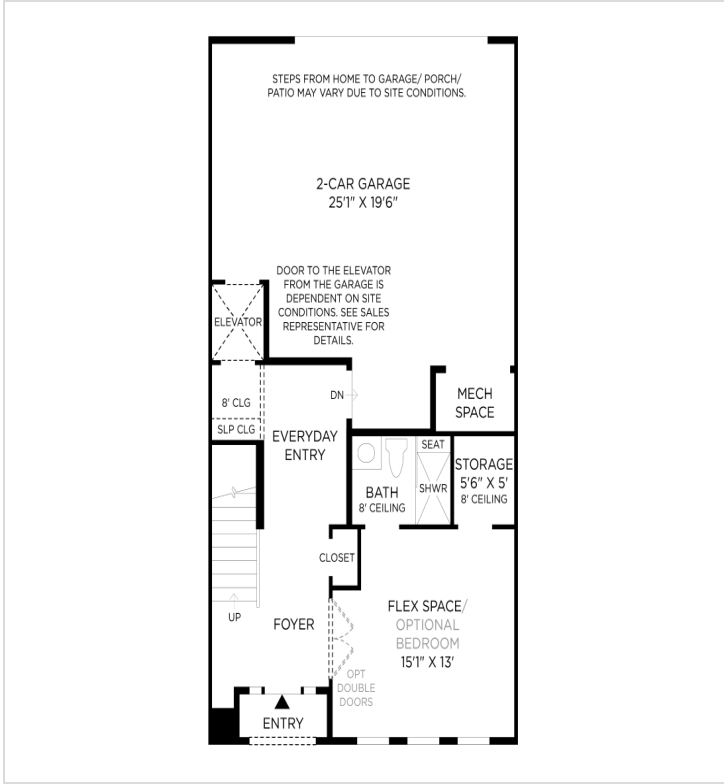 STEPS FROM HOME TO GARAGE/ PORCH/
PATIO MAY VARY DUE TO SITE CONDITIONS.
2-CAR GARAGE
25'1" X 19'6"
DOOR TO THE ELEVATOR
FROM THE GARAGE IS
DEPENDENT ON SITE
CONDITIONS. SEE SALES
REPRESENTATIVE FOR
DETAILS.
ELEVATOR
8' CLG
SLP CLG
DN
EVERYDAY
ENTRY
MECH
SPACE
BATH
8' CEILING
SEAT
SHWR
STORAGE
5'6" X 5'
8' CEILING
CLOSET
UP
FOYER
FLEX SPACE/
OPTIONAL
BEDROOM
15'1" X 13'
OPT
DOUBLE
DOORS
ENTRY